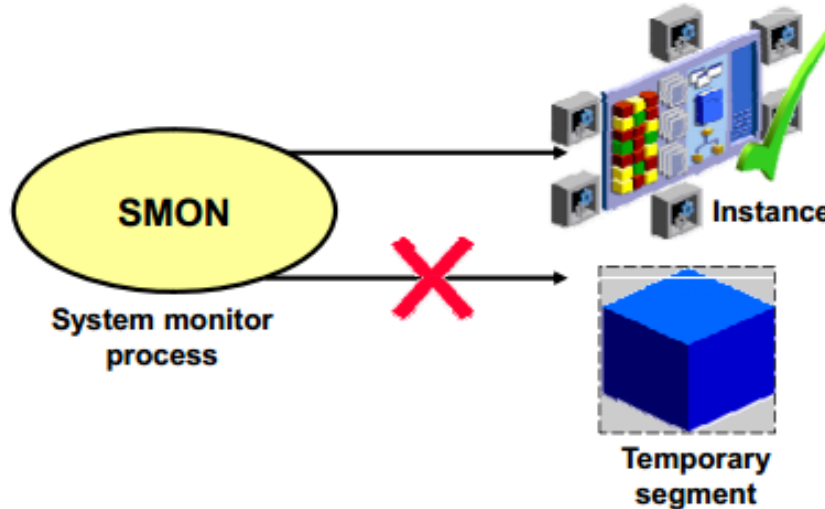 SMON
Instance
System monitor
process
Temporary
segment